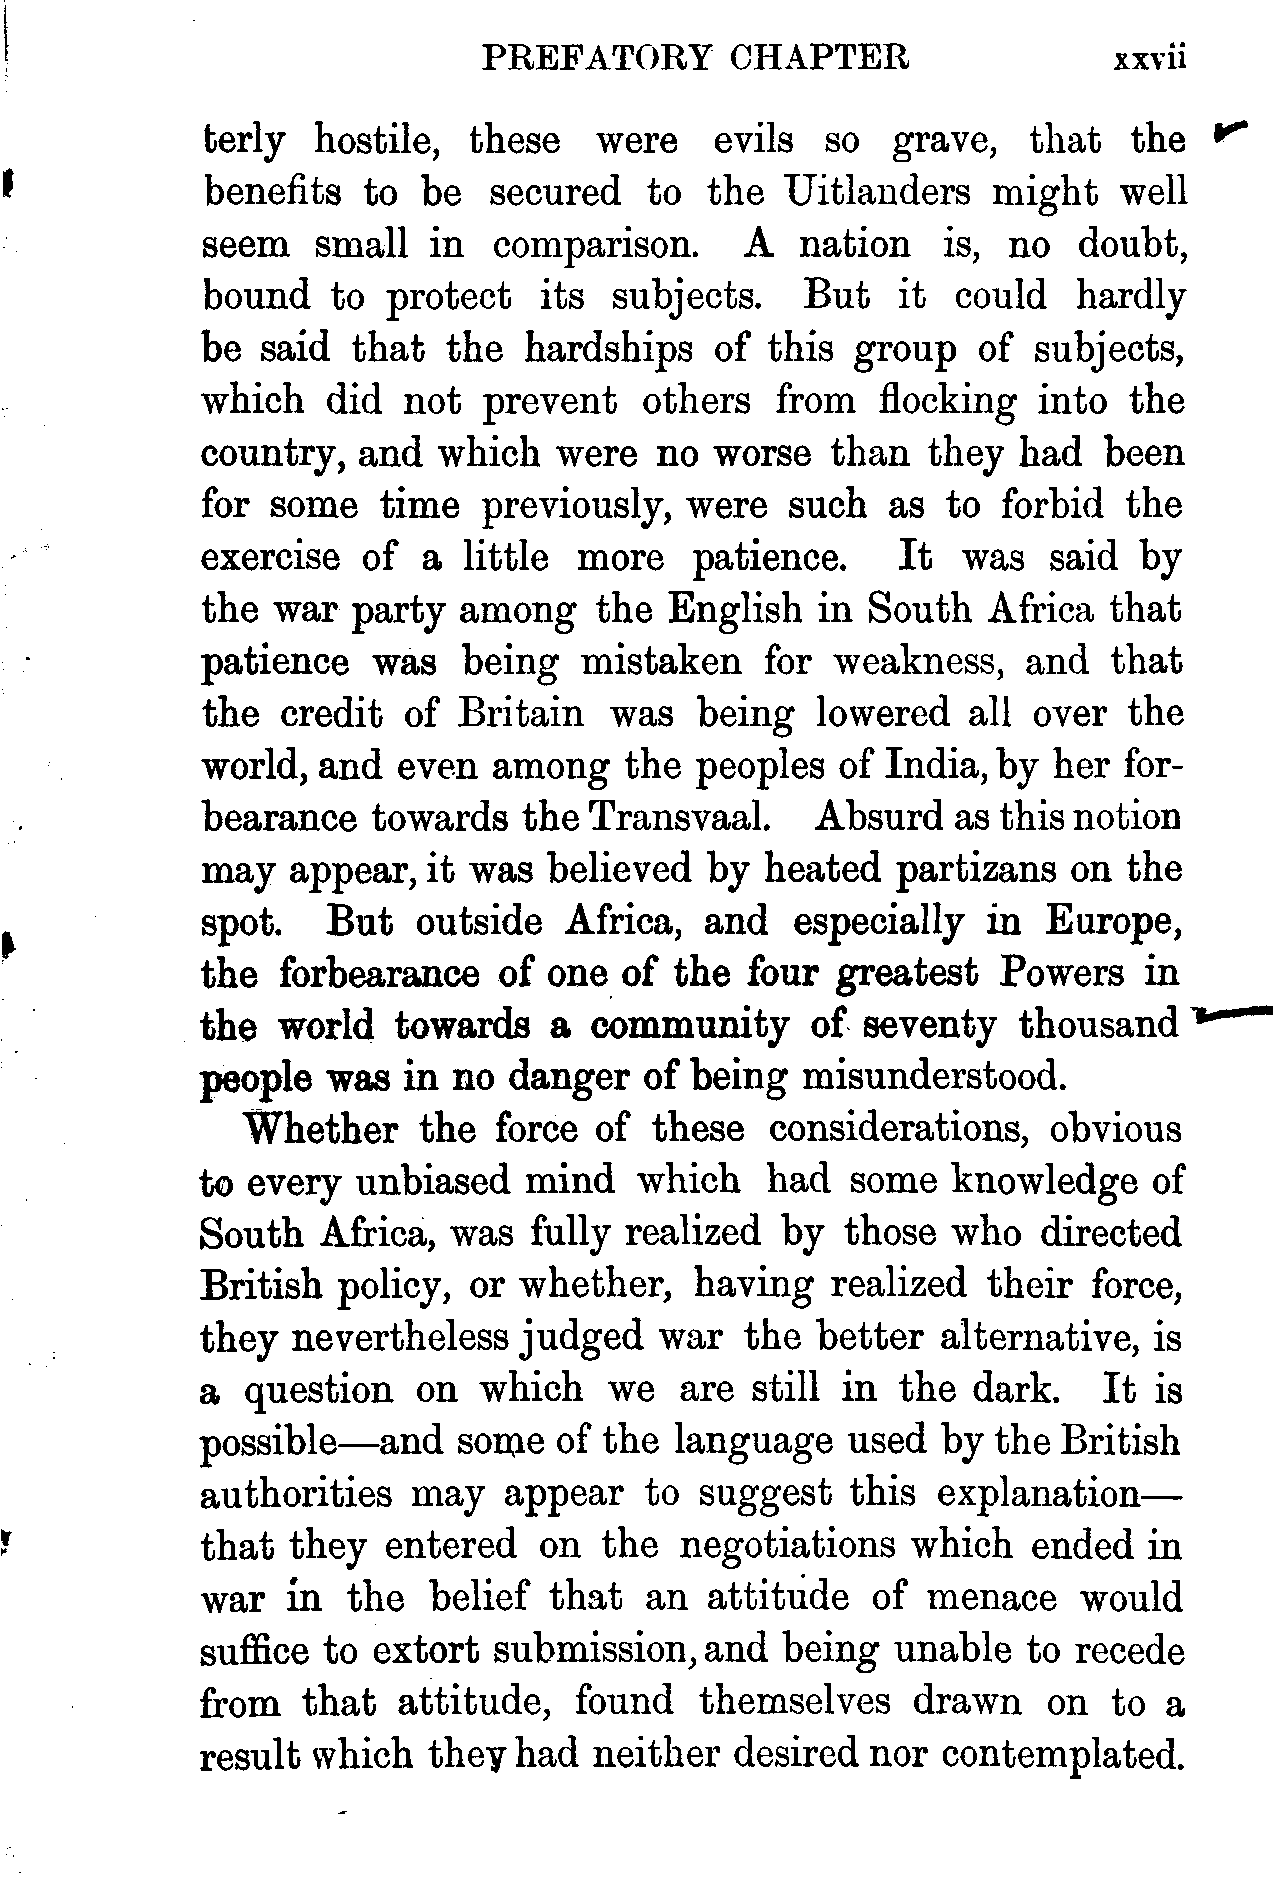 PREFATORY CHAPTER xxvii
terly hostile, these were evils so grave, that the
benefits to be secured to the Uitlanders might well
seem small in comparison. A nation is, no doubt,
bound to protect its subjects. But it could hardly
be said that the hardships of this group of subjects,
which did not prevent others from flocking into the
country, and which were no worse than they had been
for some time previously, were such as to forbid the
exercise of a little more patience. It was said by
the war party among the English in South Africa that
patience was being mistaken for weakness, and that
the credit of Britain was being lowered all over the
world, and even among the peoples of India, by her for-
bearance towards the Transvaal. Absurd as this notion
may appear, it was believed by heated partizans on the
spot. But outside Africa, and especially in Europe,
the forbearance of one of the four greatest Powers in
the world towards a community of seventy thousand
people was in no danger of being misunderstood.
Whether the force of these considerations, obvious
to every unbiased mind which had some knowledge of
South Africa, was fully realized by those who directed
British policy, or whether, having realized their force,
they nevertheless judged war the better alternative, is
a question on which we are still in the dark. It is
possible—and some of the language used by the British
authorities may appear to suggest this explanation—
that they entered on the negotiations which ended in
war in the belief that an attitude of menace would
suffice to extort submission, and being unable to recede
from that attitude, found themselves drawn on to a
result which they had neither desired nor contemplated.